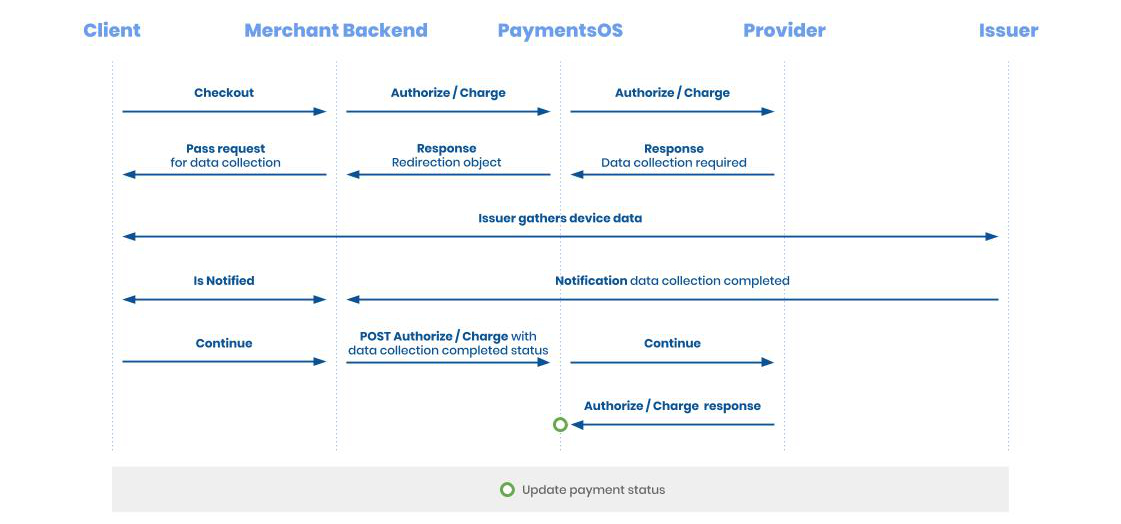 Client Merchant Backend PaymentsOS Provider Issuer
Checkout Authorize / Charge Authorize / Charge
Pass request Response Response
for data collection Redirection object Data collection required
Issuer gathers device data
Is Notified Notification data collection completed
POST Authorize / Charge with
Continue data collection completed status Continue
Authorize / Charge response
Update payment status